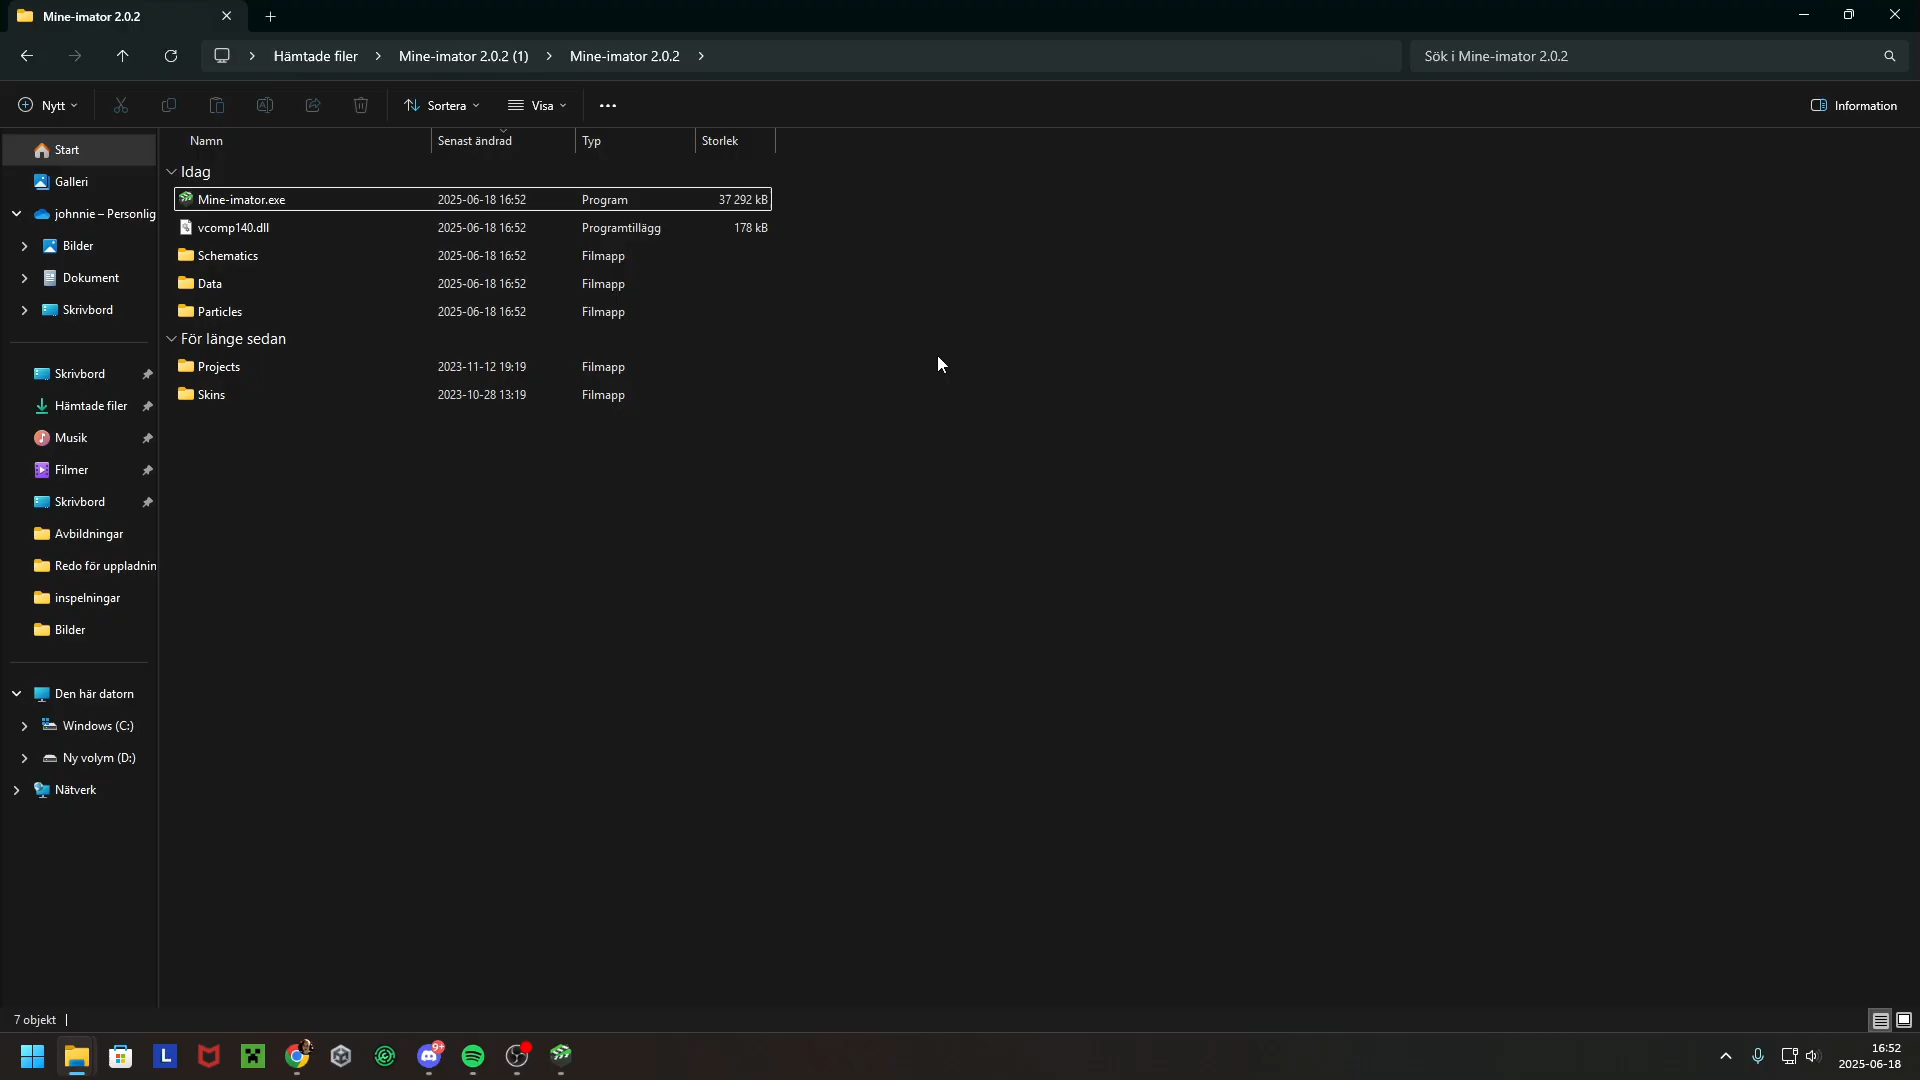 Mine-imator 2.0.2
Hämtade filer
Mine-imator 2.0.2 (1)
Mine-imator 2.0.2
Sök i Mine-imator 2.0.2
Nytt
Sortera
Visa
Information
Start
Galleri
johnnie – Personlig
Bilder
Dokument
Skrivbord
Skrivbord
Hämtade filer
Musik
Filmer
Skrivbord
Avbildningar
Redo för uppladnin
inspelningar
Bilder
Den här datorn
Windows (C:)
Ny volym (D:)
Nätverk
Namn Senast ändrad Typ Storlek
Idag
Mine-imator.exe 2025-06-18 16:52 Program 37 292 kB
vcomp140.dll 2025-06-18 16:52 Programtillägg 178 kB
Schematics 2025-06-18 16:52 Filmapp
Data 2025-06-18 16:52 Filmapp
Particles 2025-06-18 16:52 Filmapp
För länge sedan
Projects 2023-11-12 19:19 Filmapp
Skins 2023-10-28 13:19 Filmapp
7 objekt
L
9+
16:52
2025-06-18